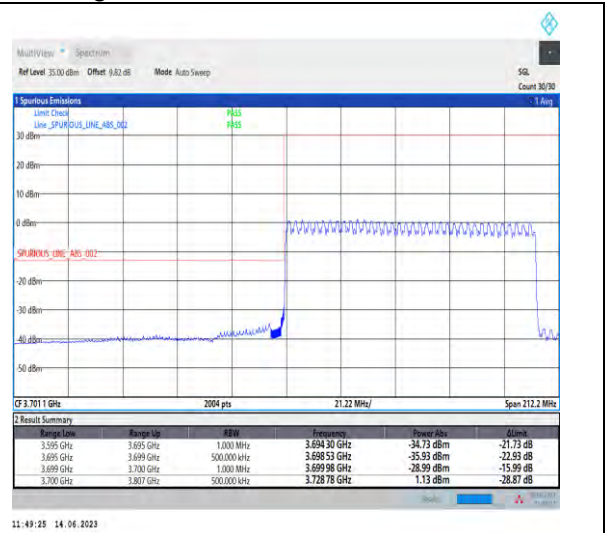 MultiView Spectrum
Ref Level 35.00 dBm Offset 9.82 dB Mode Auto Sweep SGL
Count 30/30
1 Spurious Emissions 1 Avg
Limit Check PASS
Line _SPURIOUS_LINE_ABS_002 PASS
30 dBm
20 dBm
10 dBm
0 dBm
_SPURIOUS_LINE_ABS_002
-20 dBm
-30 dBm
-40 dBm
-50 dBm
CF 3.7011 GHz 2004 pts 21.22 MHz/ Span 212.2 MHz
2 Result Summary
Range Low Range Up RBW Frequency Power Abs ΔLimit
3.595 GHz 3.695 GHz 1.000 MHz 3.694 30 GHz -34.73 dBm -21.73 dB
3.695 GHz 3.699 GHz 500.000 kHz 3.698 53 GHz -35.93 dBm -22.93 dB
3.699 GHz 3.700 GHz 1.000 MHz 3.699 98 GHz -28.99 dBm -15.99 dB
3.700 GHz 3.807 GHz 500.000 kHz 3.728 78 GHz 1.13 dBm -28.87 dB
11:49:25 14.06.2023